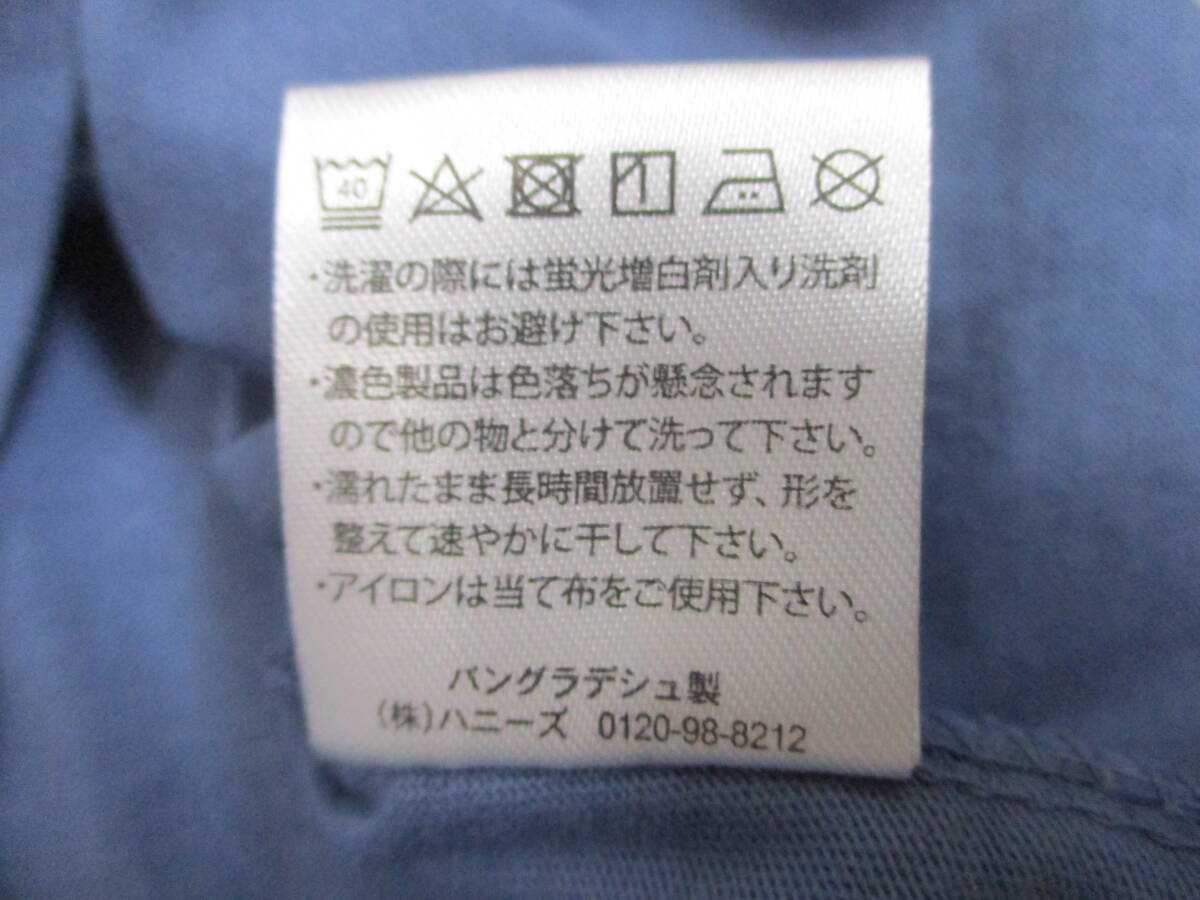 40
・洗濯の際には蛍光増白剤入り洗剤
の使用はお避け下さい。
・濃色製品は色落ちが懸念されます
ので他の物と分けて洗って下さい。
・濡れたまま長時間放置せず、形を
整えて速やかに干して下さい。
・アイロンは当て布をご使用下さい。
バングラデシュ製
(株)ハニーズ 0120-98-8212